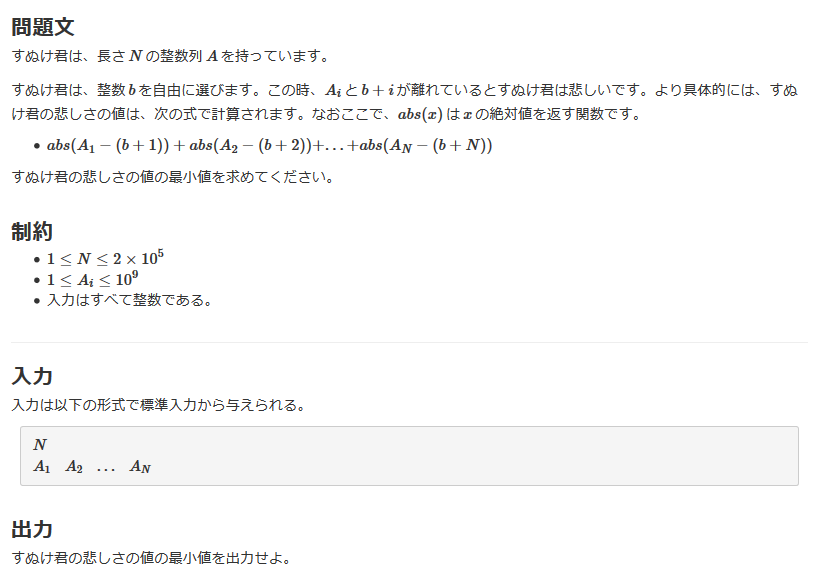 問題文
すぬけ君は、長さ N の整数列 A を持っています。
すぬけ君は、整数 b を自由に選びます。この時、A_i と b + i が離れているとすぬけ君は悲しいです。より具体的には、すぬ
け君の悲しさの値は、次の式で計算されます。なおここで、abs(x) は x の絶対値を返す関数です。
• abs(A_1 − (b + 1)) + abs(A_2 − (b + 2))+...+abs(A_N − (b + N))
すぬけ君の悲しさの値の最小値を求めてください。
制約
• 1 ≤ N ≤ 2 × 10^5
• 1 ≤ A_i ≤ 10^9
• 入力はすべて整数である。
入力
入力は以下の形式で標準入力から与えられる。
N
A_1 A_2 ... A_N
出力
すぬけ君の悲しさの値の最小値を出力せよ。